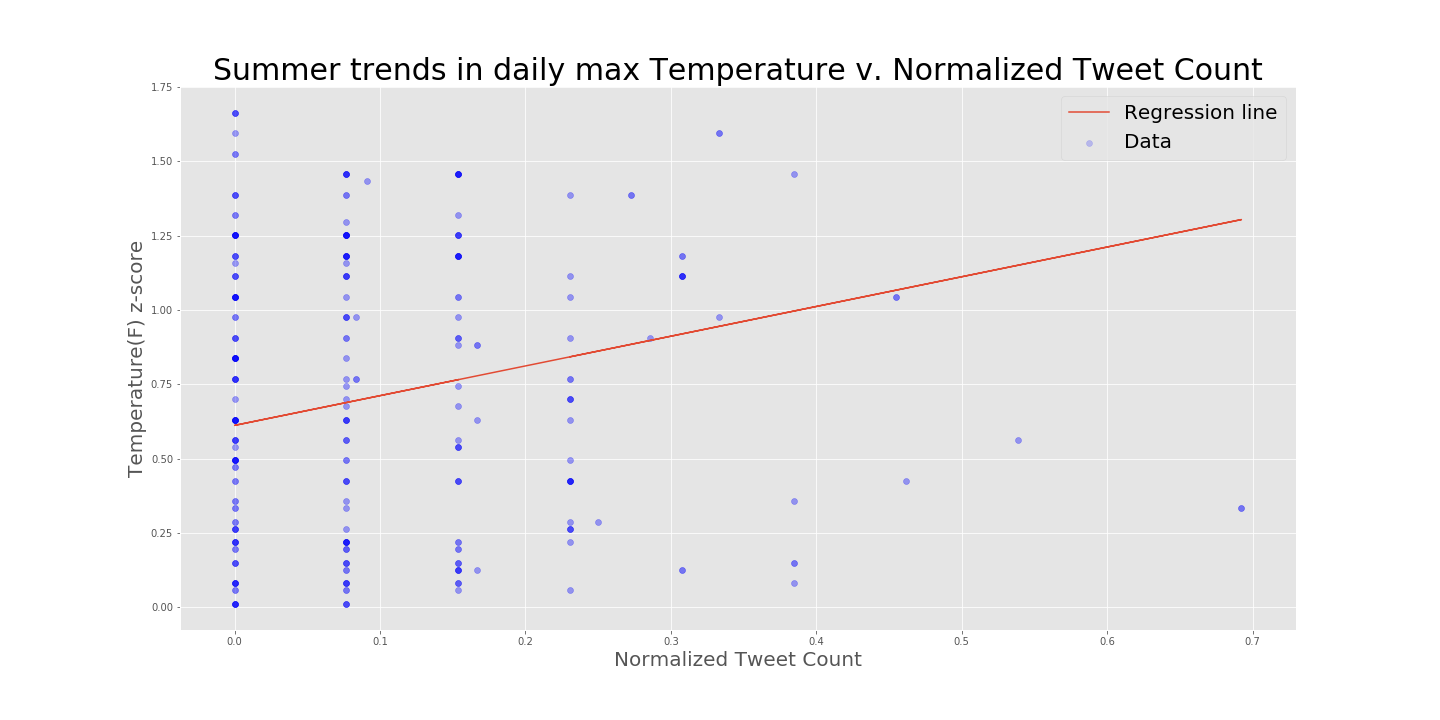 Summer trends in daily max Temperature v. Normalized Tweet Count
Regression line
Data
Temperature(F) z-score
1.75
1.50
1.25
1.00
0.75
0.50
0.25
0.00
0.0 0.1 0.2 0.3 0.4 0.5 0.6 0.7
Normalized Tweet Count